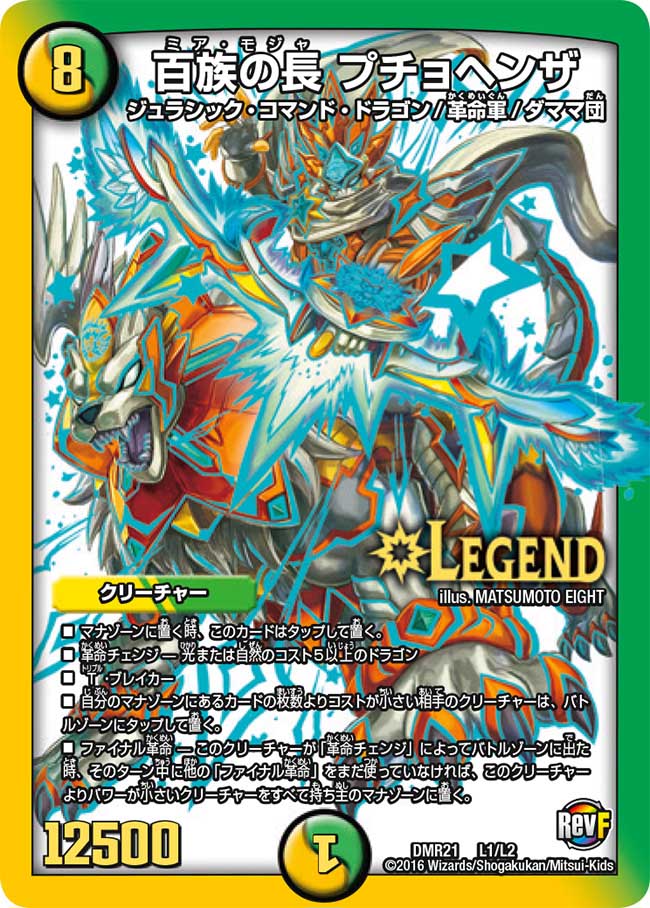 8
ミア・モジャ
百族の長 プチョヘンザ
かくめいぐん だん
ジュラシック・コマンド・ドラゴン/革命軍/ダママ団
LEGEND
illus. MATSUMOTO EIGHT
クリーチャー
■ マナゾーンに置く時、このカードはタップして置く。
■ 革命チェンジ— 光または自然のコスト5以上のドラゴン
トリプル
■ T・ブレイカー
■ 自分のマナゾーンにあるカードの枚数よりコストが小さい相手のクリーチャーは、バト
ルゾーンにタップして置く。
■ ファイナル革命 — このクリーチャーが「革命チェンジ」によってバトルゾーンに出た
時、そのターン中に他の「ファイナル革命」をまだ使っていなければ、このクリーチャー
よりパワーが小さいクリーチャーをすべて持ち主のマナゾーンに置く。
12500
1
RevF
DMR21 L1/L2
©2016 Wizards/Shogakukan/Mitsui-Kids